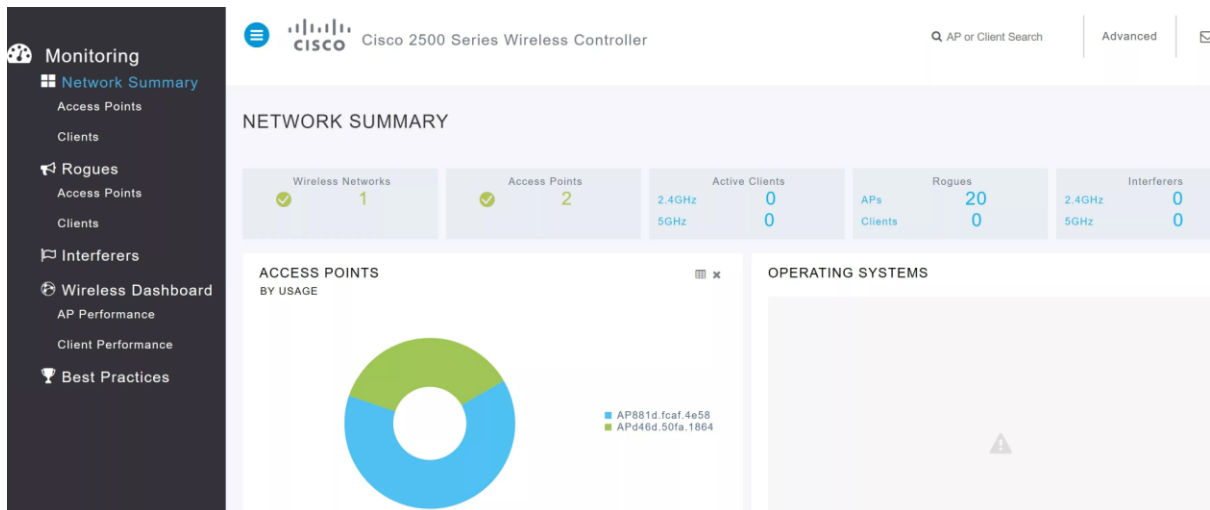 Monitoring
Network Summary
Access Points
Clients
Rogues
Access Points
Clients
Interferers
Wireless Dashboard
AP Performance
Client Performance
Best Practices
CISCO Cisco 2500 Series Wireless Controller
AP or Client Search
Advanced
NETWORK SUMMARY
Wireless Networks
1
Access Points
2
Active Clients
2.4GHz 0
5GHz 0
Rogues
APs 20
Clients 0
Interferers
2.4GHz 0
5GHz 0
ACCESS POINTS
BY USAGE
AP881d.fcaf.4e58
APd46d.50fa.1864
OPERATING SYSTEMS